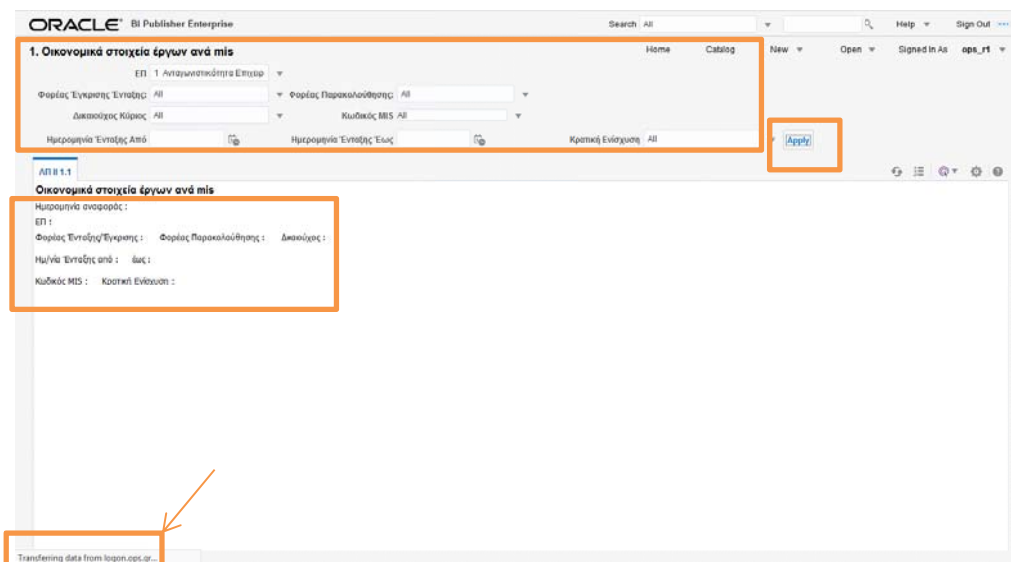 ORACLE BI Publisher Enterprise Search All Help Sign Out
1. Οικονομικά στοιχεία έργων ανά mis Home Catalog New Open Signed In As ops_r1
ΕΠ 1 Ανταγωνιστικότητα Επιχειρ
Φορέας Έγκρισης Ένταξης: All Φορέας Παρακολούθησης: All
Δικαιούχος Κύριος All Κωδικός MIS All
Ημερομηνία Ένταξης Από Ημερομηνία Ένταξης Έως Κρατική Ενίσχυση All Apply
ΑΠ ΙΙ 1.1
Οικονομικά στοιχεία έργων ανά mis
Ημερομηνία αναφοράς :
ΕΠ :
Φορέας Ένταξης/Έγκρισης : Φορέας Παρακολούθησης : Δικαιούχος :
Ημ/νία Ένταξης από : έως :
Κωδικός MIS : Κρατική Ενίσχυση :
Transferring data from logon.ops.gr...